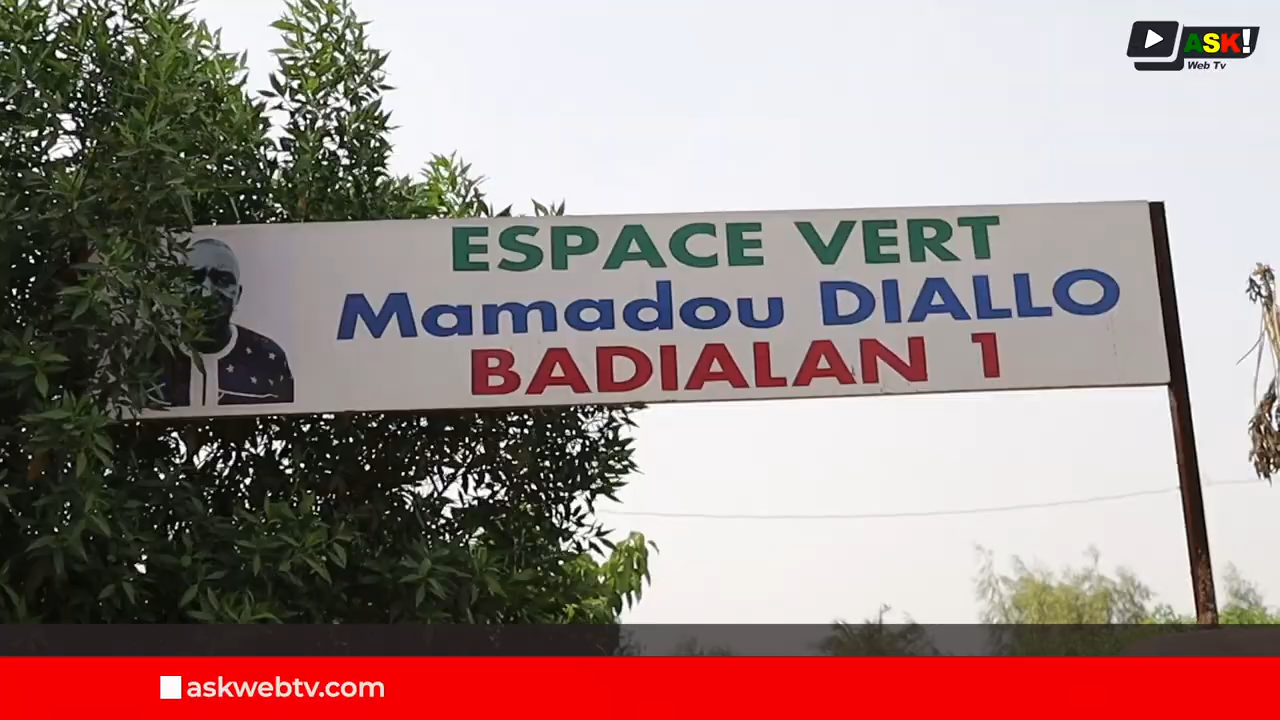 ASK!
Web Tv
ESPACE VERT
Mamadou DIALLO
BADIALAN 1
askwebtv.com